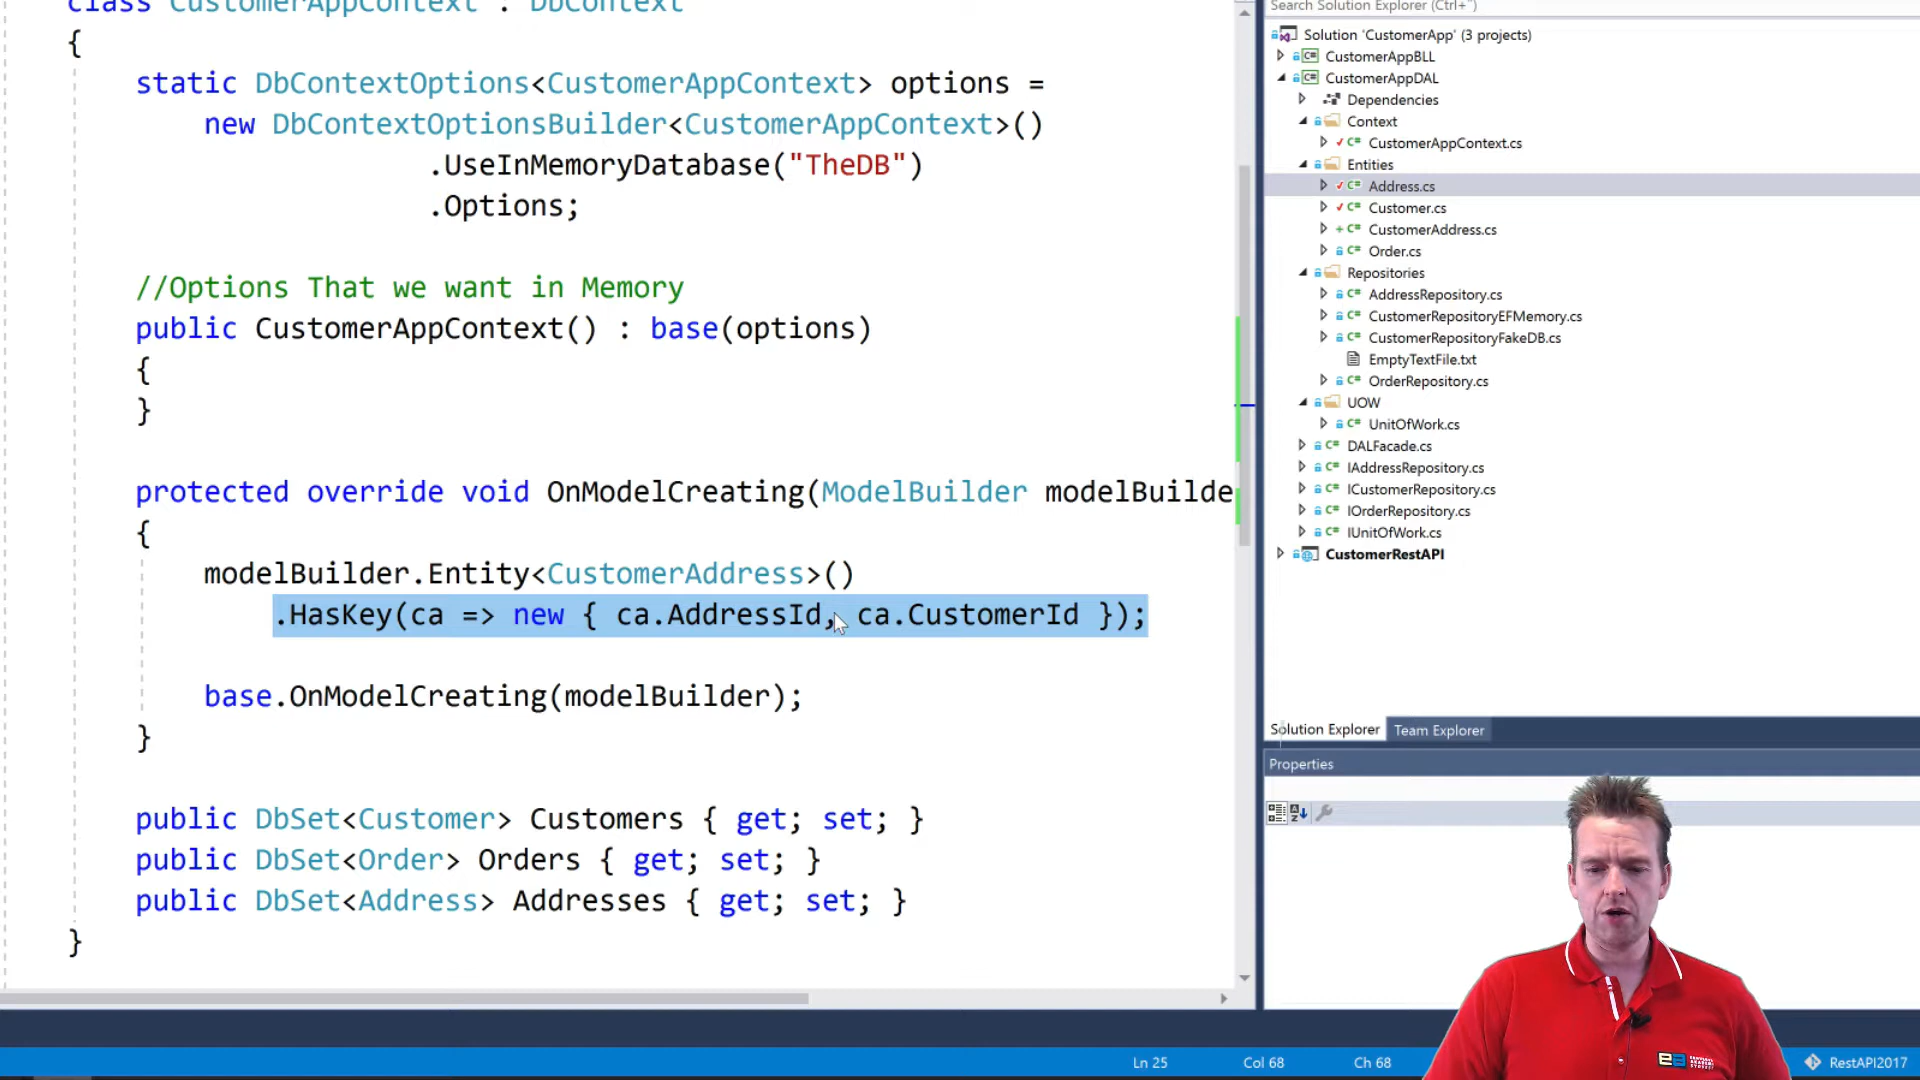 class CustomerAppContext : DbContext
{
static DbContextOptions<CustomerAppContext> options =
new DbContextOptionsBuilder<CustomerAppContext>()
.UseInMemoryDatabase("TheDB")
.Options;
//Options That we want in Memory
public CustomerAppContext() : base(options)
{
}
protected override void OnModelCreating(ModelBuilder modelBuilde
{
modelBuilder.Entity<CustomerAddress>()
.HasKey(ca => new { ca.AddressId, ca.CustomerId });
base.OnModelCreating(modelBuilder);
}
public DbSet<Customer> Customers { get; set; }
public DbSet<Order> Orders { get; set; }
public DbSet<Address> Addresses { get; set; }
}
Search Solution Explorer (Ctrl+")
Solution 'CustomerApp' (3 projects)
CustomerAppBLL
CustomerAppDAL
Dependencies
Context
CustomerAppContext.cs
Entities
Address.cs
Customer.cs
CustomerAddress.cs
Order.cs
Repositories
AddressRepository.cs
CustomerRepositoryEFMemory.cs
CustomerRepositoryFakeDB.cs
EmptyTextFile.txt
OrderRepository.cs
UOW
UnitOfWork.cs
DALFacade.cs
IAddressRepository.cs
ICustomerRepository.cs
IOrderRepository.cs
IUnitOfWork.cs
CustomerRestAPI
Solution Explorer Team Explorer
Properties
Ln 25 Col 68 Ch 68 RestAPI2017